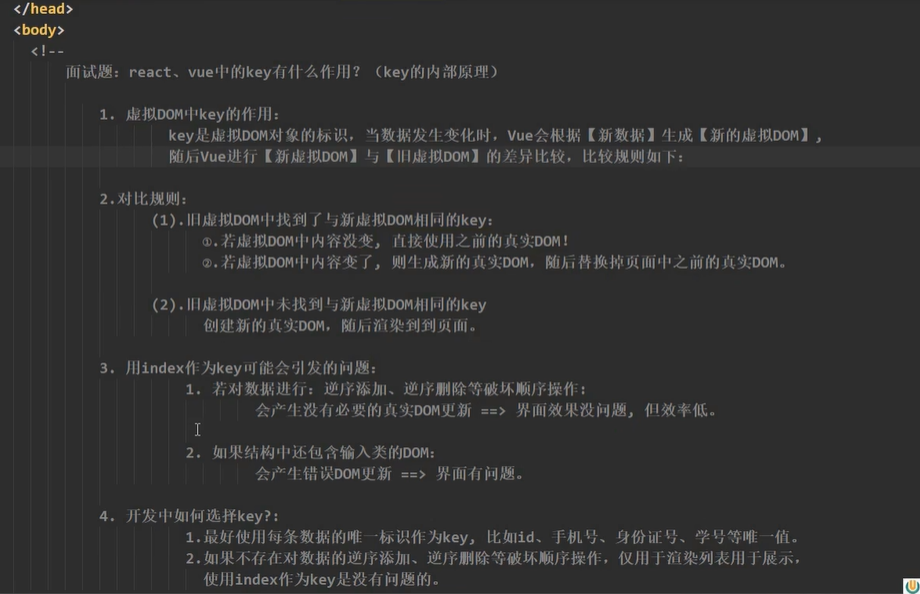 </head>
<body>
<!--
面试题：react、vue中的key有什么作用？（key的内部原理）
1. 虚拟DOM中key的作用：
key是虚拟DOM对象的标识，当数据发生变化时，Vue会根据【新数据】生成【新的虚拟DOM】,
随后Vue进行【新虚拟DOM】与【旧虚拟DOM】的差异比较，比较规则如下：
2.对比规则：
(1).旧虚拟DOM中找到了与新虚拟DOM相同的key：
①.若虚拟DOM中内容没变, 直接使用之前的真实DOM！
②.若虚拟DOM中内容变了, 则生成新的真实DOM，随后替换掉页面中之前的真实DOM。
(2).旧虚拟DOM中未找到与新虚拟DOM相同的key
创建新的真实DOM，随后渲染到到页面。
3. 用index作为key可能会引发的问题：
1. 若对数据进行：逆序添加、逆序删除等破坏顺序操作:
会产生没有必要的真实DOM更新 ==> 界面效果没问题, 但效率低。
2. 如果结构中还包含输入类的DOM：
会产生错误DOM更新 ==> 界面有问题。
4. 开发中如何选择key?:
1.最好使用每条数据的唯一标识作为key, 比如id、手机号、身份证号、学号等唯一值。
2.如果不存在对数据的逆序添加、逆序删除等破坏顺序操作，仅用于渲染列表用于展示，
使用index作为key是没有问题的。